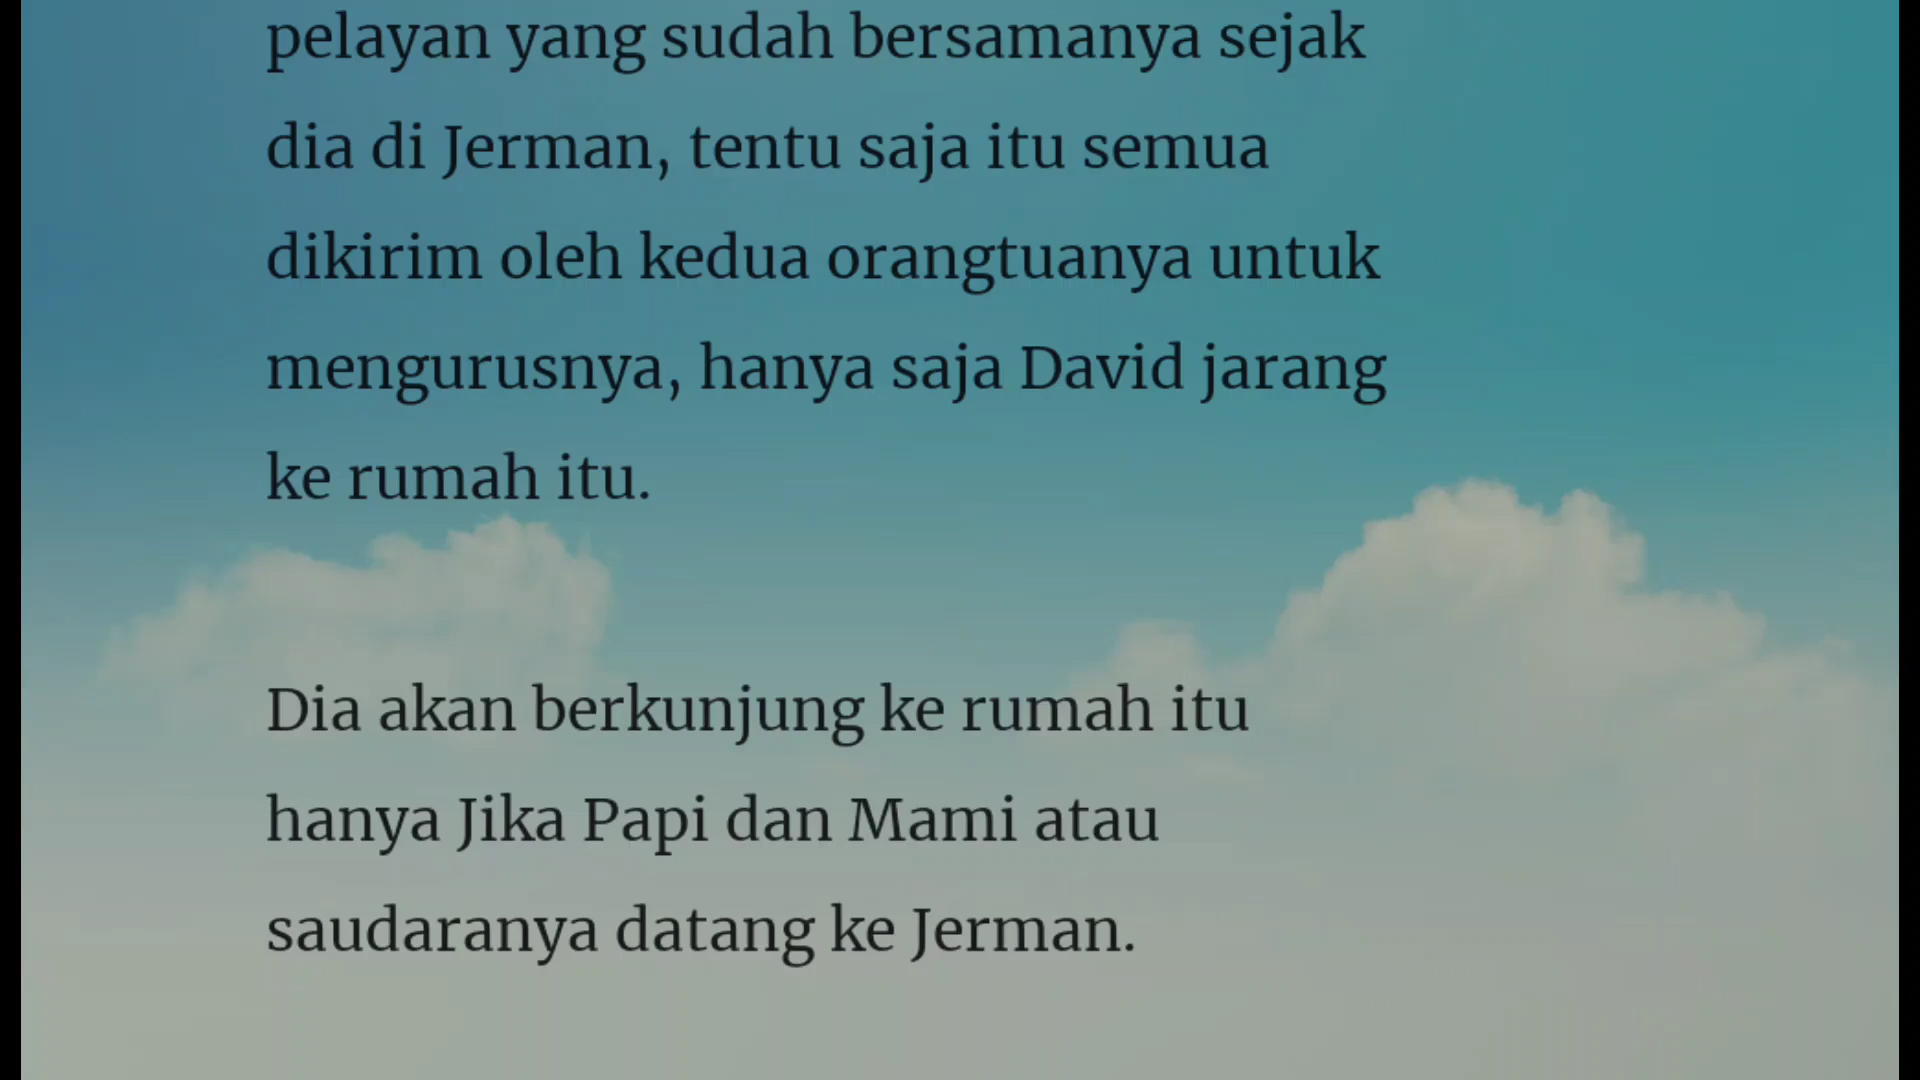 pelayan yang sudah bersamanya sejak
dia di Jerman, tentu saja itu semua
dikirim oleh kedua orangtuanya untuk
mengurusnya, hanya saja David jarang
ke rumah itu.
Dia akan berkunjung ke rumah itu
hanya Jika Papi dan Mami atau
saudaranya datang ke Jerman.